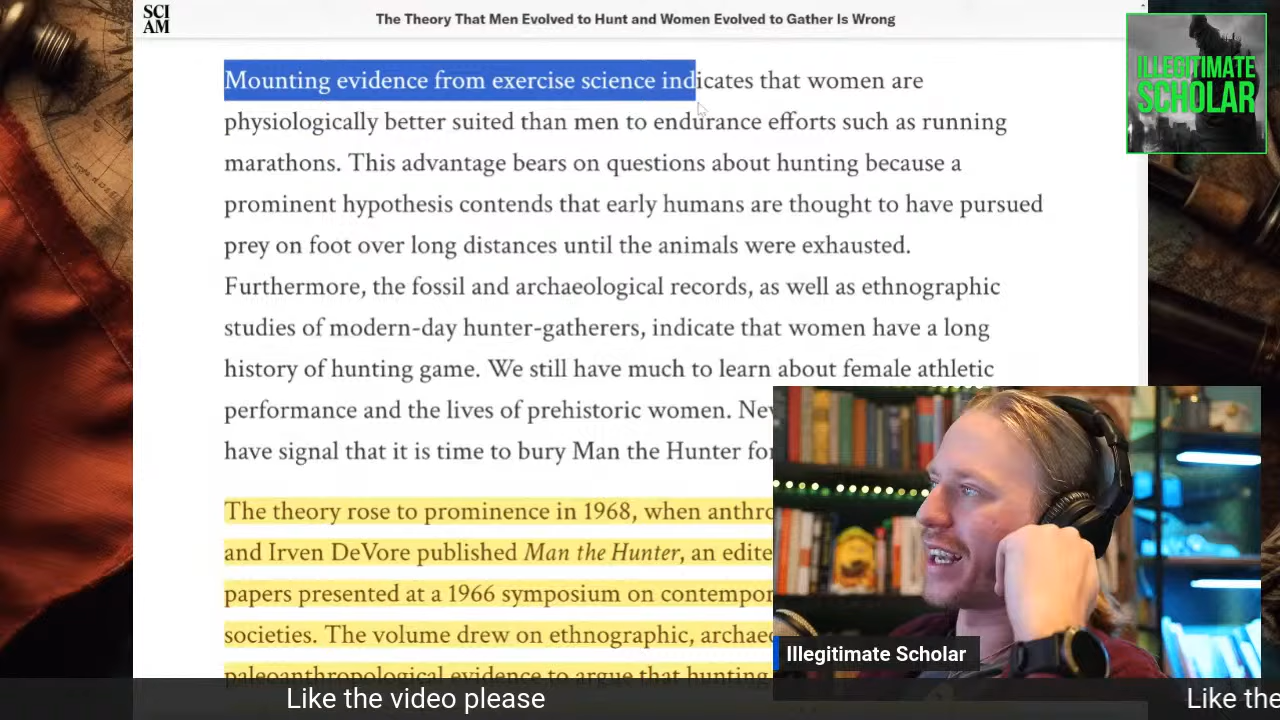 SCI
AM
The Theory That Men Evolved to Hunt and Women Evolved to Gather Is Wrong
ILLEGITIMATE
SCHOLAR
Mounting evidence from exercise science indicates that women are
physiologically better suited than men to endurance efforts such as running
marathons. This advantage bears on questions about hunting because a
prominent hypothesis contends that early humans are thought to have pursued
prey on foot over long distances until the animals were exhausted.
Furthermore, the fossil and archaeological records, as well as ethnographic
studies of modern-day hunter-gatherers, indicate that women have a long
history of hunting game. We still have much to learn about female athletic
performance and the lives of prehistoric women.
have signal that it is time to bury Man the Hunter
The theory rose to prominence in 1968, when
and Irven DeVore published Man the Hunter, an
papers presented at a 1966 symposium on
societies. The volume drew on ethnographic,
paleoanthropological evidence to argue that hunting
Illegitimate Scholar
Like the video please
Like the